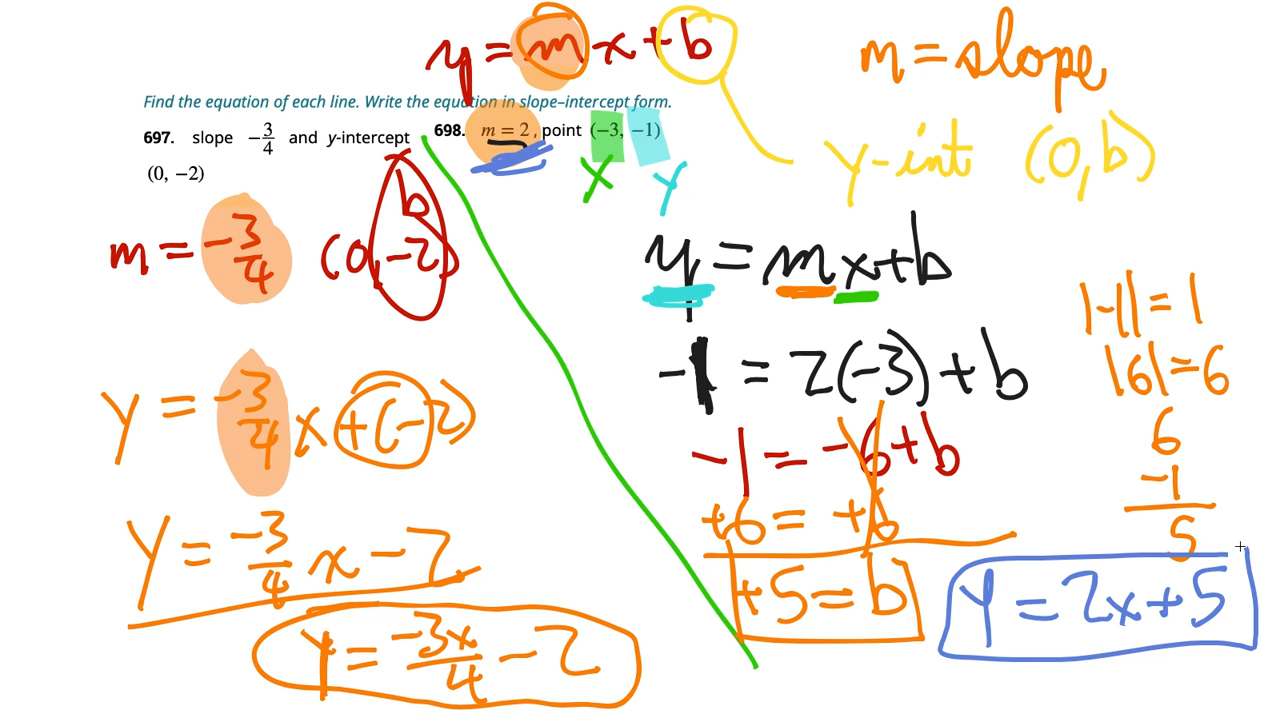 y = mx + b
m = slope
y-int (0, b)
Find the equation of each line. Write the equation in slope–intercept form.
697. slope −3/4 and y-intercept
(0, −2)
698. m = 2, point (−3, −1)
x y
m = -3/4 (0, -2)
b
y = -3/4 x + (-2)
y = -3/4 x - 2
y = -3x/4 - 2
y = mx + b
-1 = 2(-3) + b
-1 = -6 + b
+6 = +6
+5 = b
|-1| = 1
|6| = 6
6
-1
5
y = 2x + 5